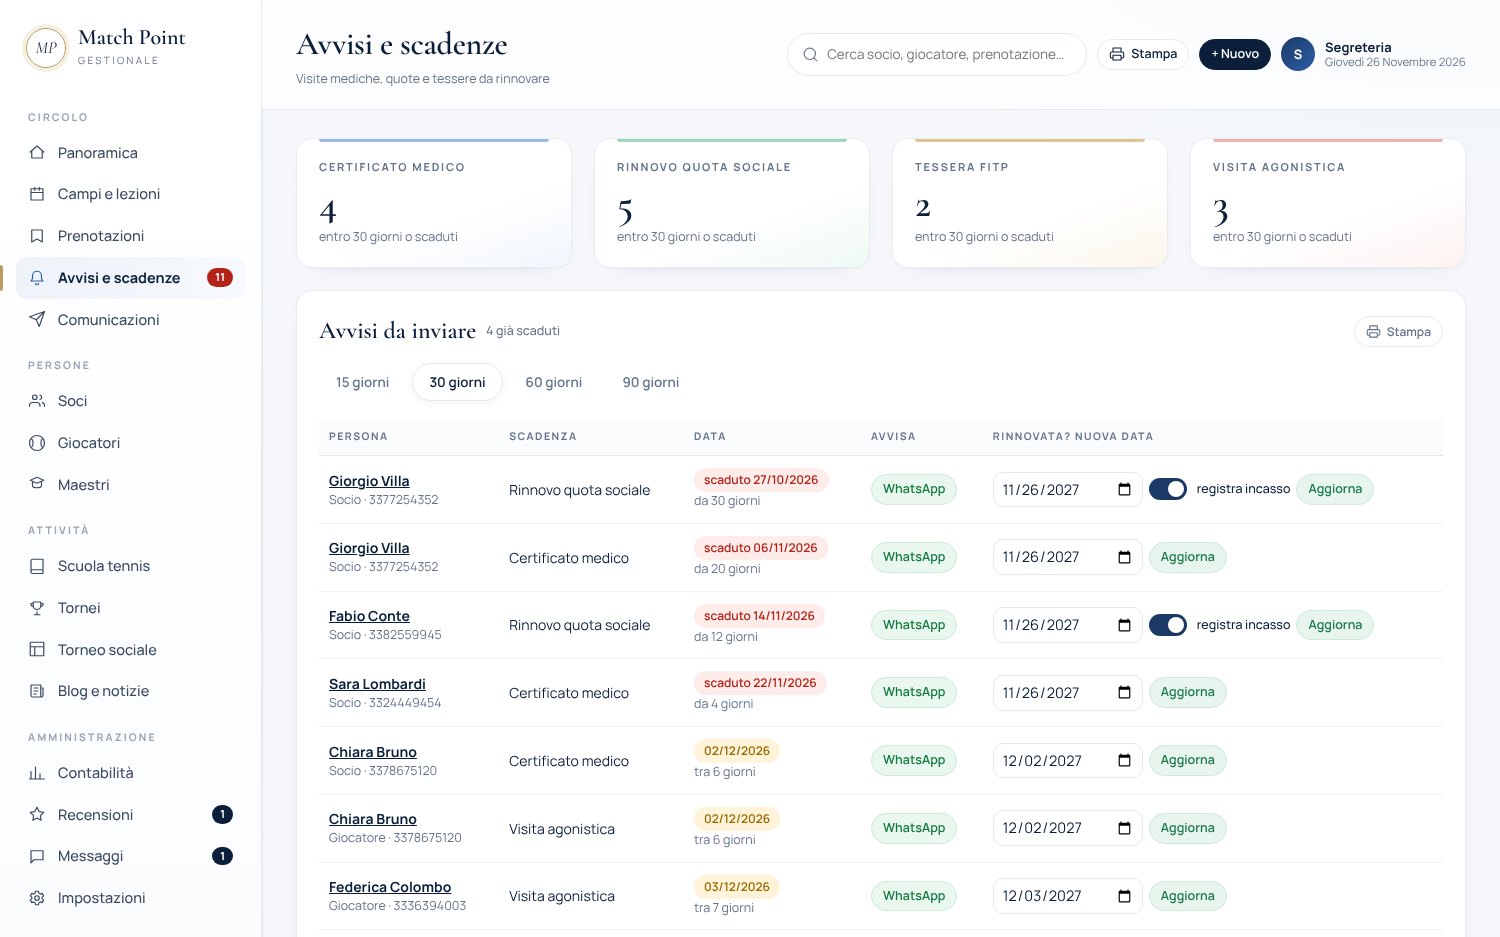 MP
Match Point
GESTIONALE
CIRCOLO
Panoramica
Campi e lezioni
Prenotazioni
Avvisi e scadenze 11
Comunicazioni
PERSONE
Soci
Giocatori
Maestri
ATTIVITÀ
Scuola tennis
Tornei
Torneo sociale
Blog e notizie
AMMINISTRAZIONE
Contabilità
Recensioni 1
Messaggi 1
Impostazioni
Avvisi e scadenze
Visite mediche, quote e tessere da rinnovare
Cerca socio, giocatore, prenotazione...
Stampa
+ Nuovo
S
Segreteria
Giovedì 26 Novembre 2026
CERTIFICATO MEDICO
4
entro 30 giorni o scaduti
RINNOVO QUOTA SOCIALE
5
entro 30 giorni o scaduti
TESSERA FITP
2
entro 30 giorni o scaduti
VISITA AGONISTICA
3
entro 30 giorni o scaduti
Avvisi da inviare 4 già scaduti
Stampa
15 giorni 30 giorni 60 giorni 90 giorni
PERSONA SCADENZA DATA AVVISA RINNOVATA? NUOVA DATA
Giorgio Villa
Socio · 3377254352
Rinnovo quota sociale
scaduto 27/10/2026
da 30 giorni
WhatsApp
11/26/2027
registra incasso
Aggiorna
Giorgio Villa
Socio · 3377254352
Certificato medico
scaduto 06/11/2026
da 20 giorni
WhatsApp
11/26/2027
Aggiorna
Fabio Conte
Socio · 3382559945
Rinnovo quota sociale
scaduto 14/11/2026
da 12 giorni
WhatsApp
11/26/2027
registra incasso
Aggiorna
Sara Lombardi
Socio · 3324449454
Certificato medico
scaduto 22/11/2026
da 4 giorni
WhatsApp
11/26/2027
Aggiorna
Chiara Bruno
Socio · 3378675120
Certificato medico
02/12/2026
tra 6 giorni
WhatsApp
12/02/2027
Aggiorna
Chiara Bruno
Giocatore · 3378675120
Visita agonistica
02/12/2026
tra 6 giorni
WhatsApp
12/02/2027
Aggiorna
Federica Colombo
Giocatore · 3336394003
Visita agonistica
03/12/2026
tra 7 giorni
WhatsApp
12/03/2027
Aggiorna